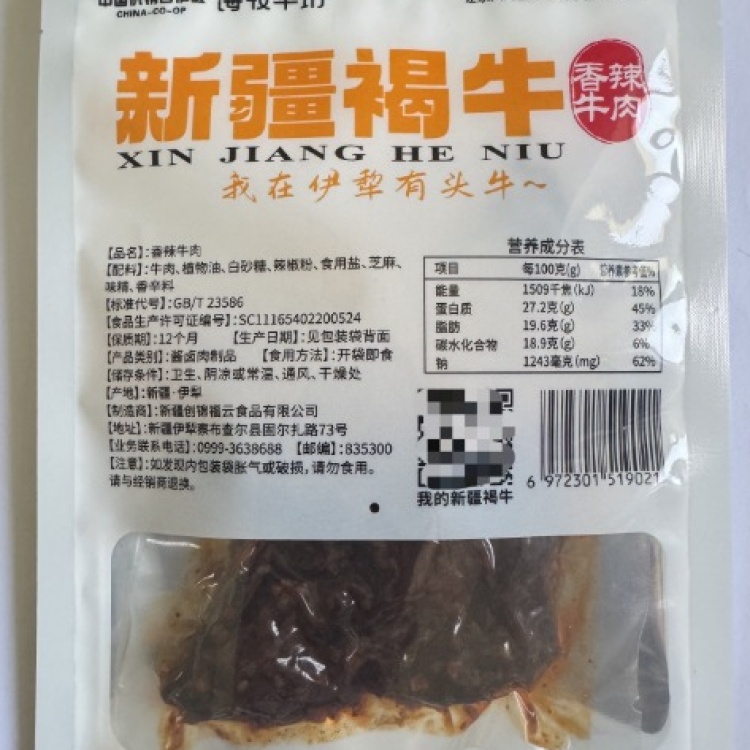 CHINA-CO-OP
新疆褐牛
香辣
牛肉
XIN JIANG HE NIU
我在伊犁有头牛~
【品名】:香辣牛肉
【配料】:牛肉、植物油、白砂糖、辣椒粉、食用盐、芝麻、
味精、香辛料
【标准代号】:GB/T 23586
【食品生产许可证编号】:SC11165402200524
【保质期】:12个月 【生产日期】:见包装袋背面
【产品类别】:酱卤肉制品 【食用方法】:开袋即食
【储存条件】:卫生、阴凉或常温、通风、干燥处
【产地】:新疆·伊犁
【制造商】:新疆创锦福云食品有限公司
【地址】:新疆伊犁察布查尔县固尔扎路73号
【业务联系电话】:0999-3638688 【邮编】:835300
【注意】:如发现内包装袋胀气或破损,请勿食用。
请与经销商退换。
营养成分表
项目 每100克(g) 营养素参考值%
能量 1509千焦(kJ) 18%
蛋白质 27.2克(g) 45%
脂肪 19.6克(g) 33%
碳水化合物 18.9克(g) 6%
钠 1243毫克(mg) 62%
我的新疆褐牛
6 972301 519021